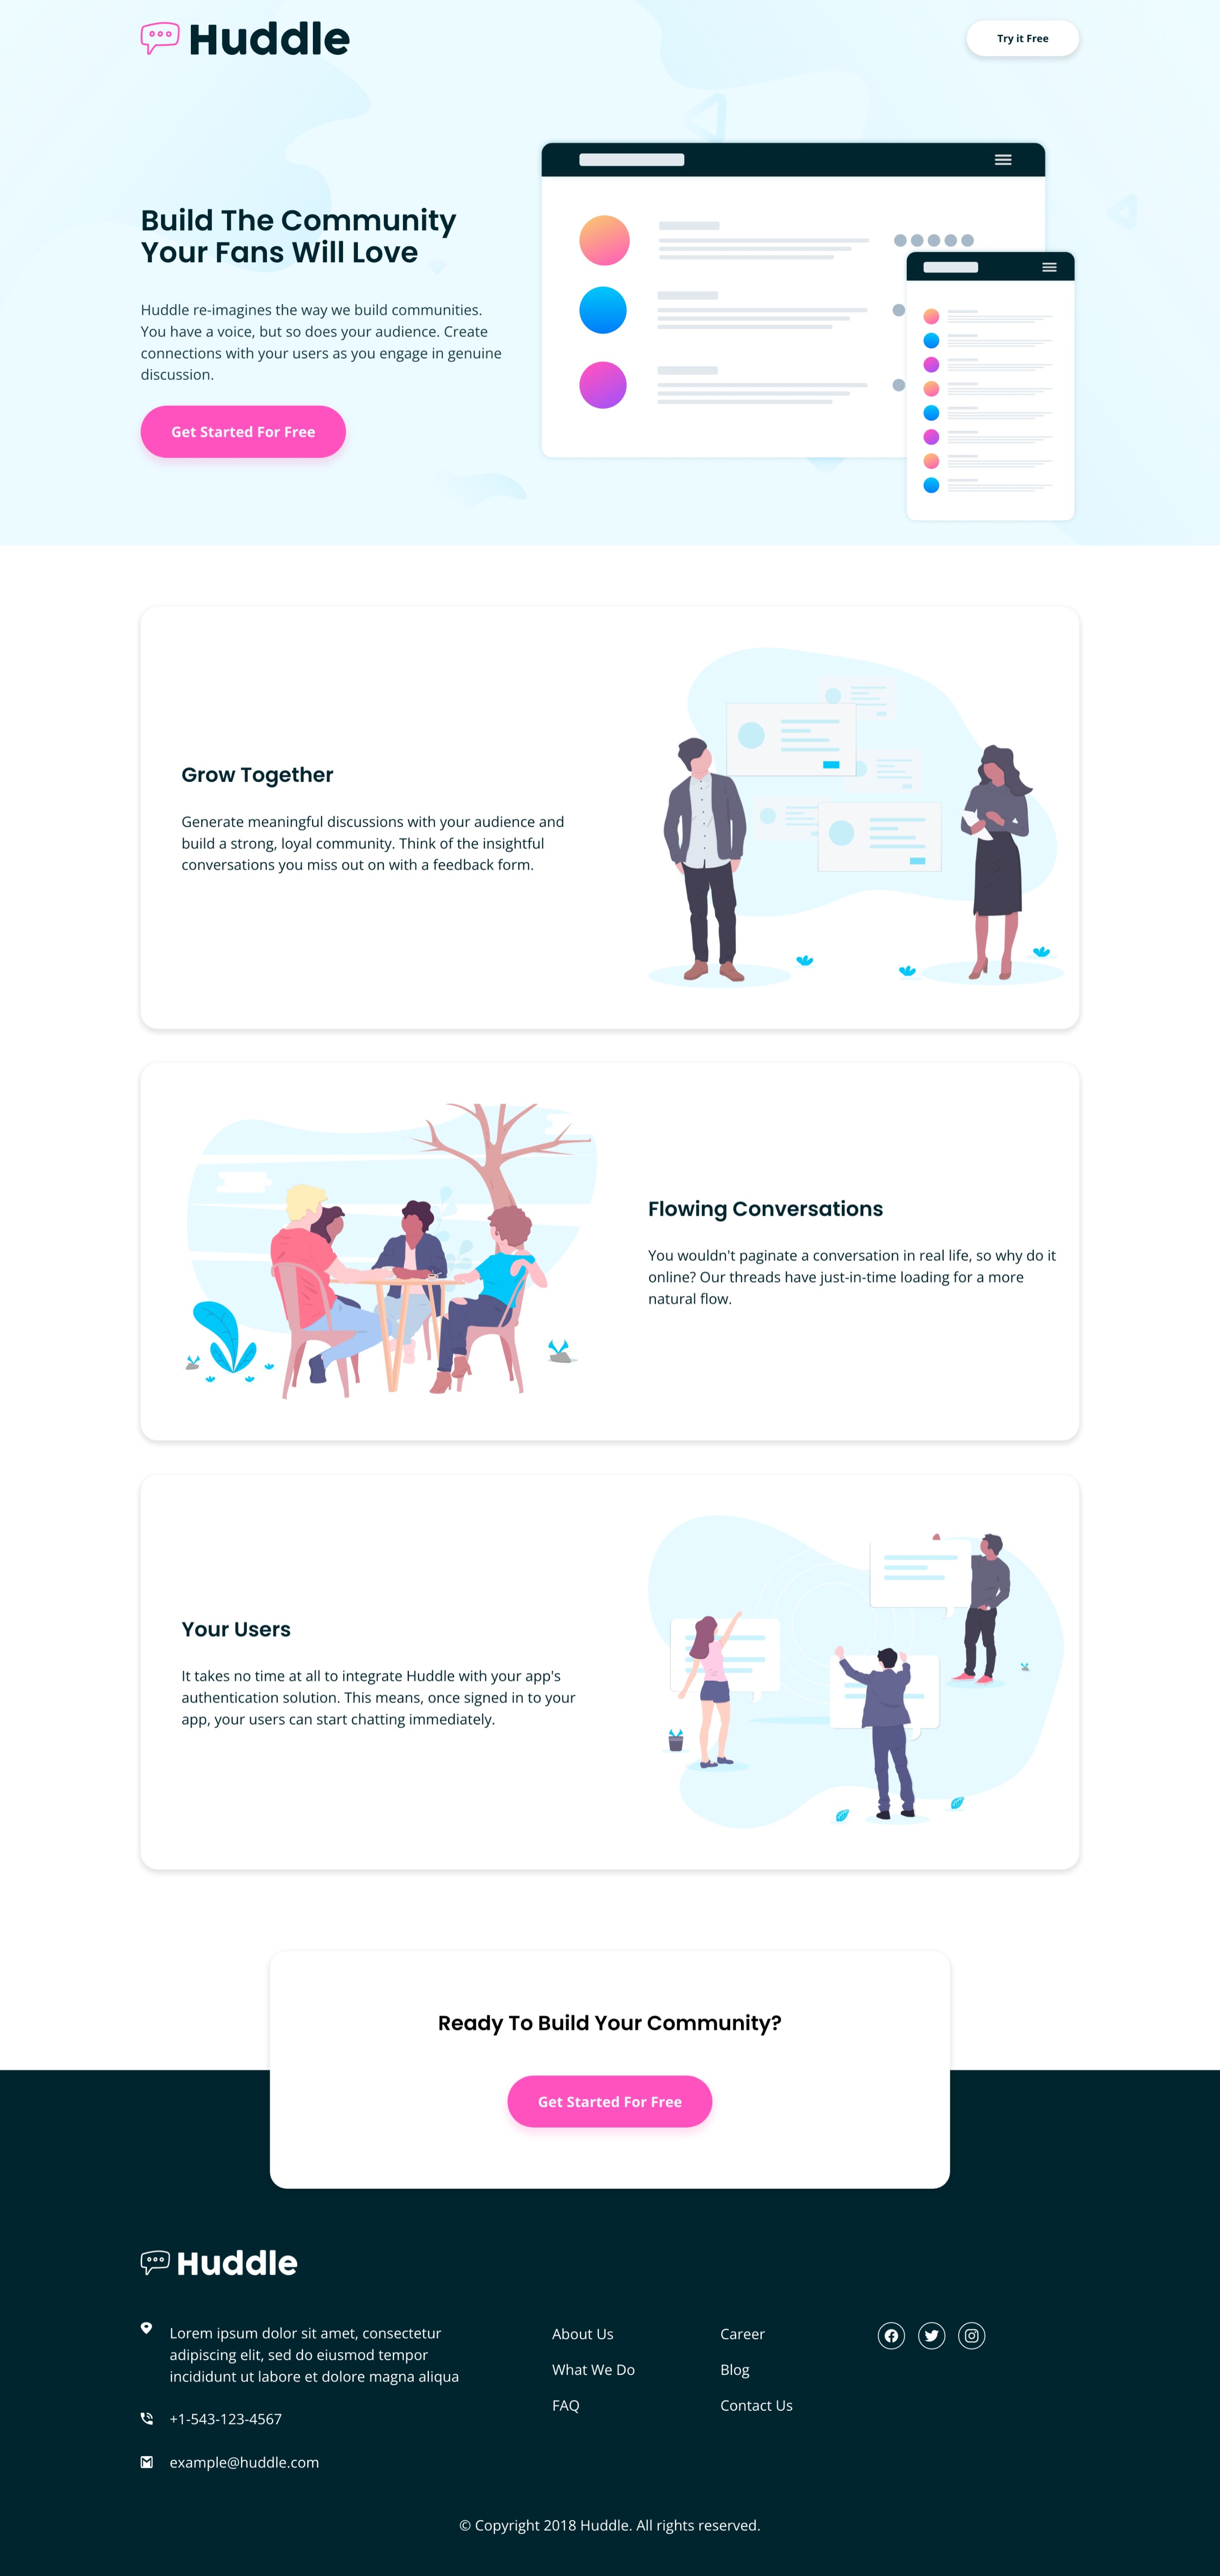 Huddle
Try it Free
Build The Community
Your Fans Will Love
Huddle re-imagines the way we build communities.
You have a voice, but so does your audience. Create
connections with your users as you engage in genuine
discussion.
Get Started For Free
Grow Together
Generate meaningful discussions with your audience and
build a strong, loyal community. Think of the insightful
conversations you miss out on with a feedback form.
Flowing Conversations
You wouldn't paginate a conversation in real life, so why do it
online? Our threads have just-in-time loading for a more
natural flow.
Your Users
It takes no time at all to integrate Huddle with your app's
authentication solution. This means, once signed in to your
app, your users can start chatting immediately.
Ready To Build Your Community?
Get Started For Free
Huddle
Lorem ipsum dolor sit amet, consectetur
adipiscing elit, sed do eiusmod tempor
incididunt ut labore et dolore magna aliqua
+1-543-123-4567
example@huddle.com
About Us
What We Do
FAQ
Career
Blog
Contact Us
© Copyright 2018 Huddle. All rights reserved.